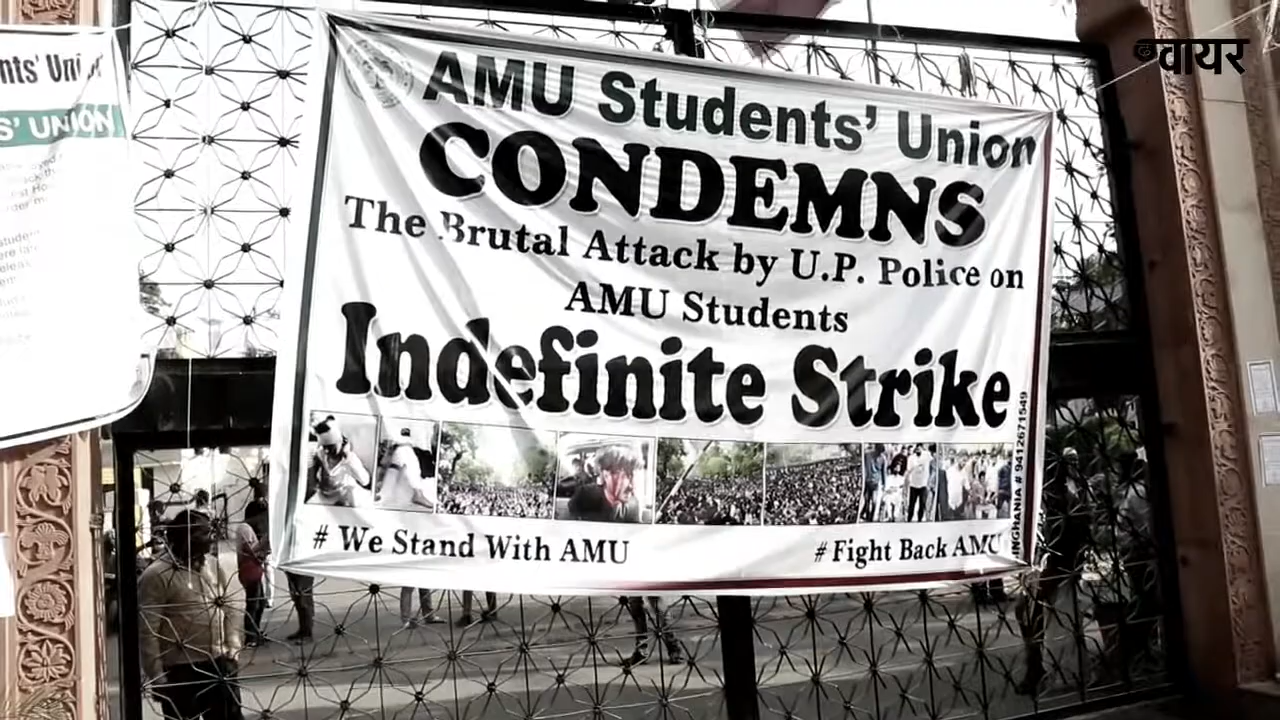 द वायर
nts' Uni
S' UNION
AMU Students' Union
CONDEMNS
The Brutal Attack by U.P. Police on
AMU Students
Indefinite Strike
# We Stand With AMU
# Fight Back AMU
INGHANIA # 9412671549